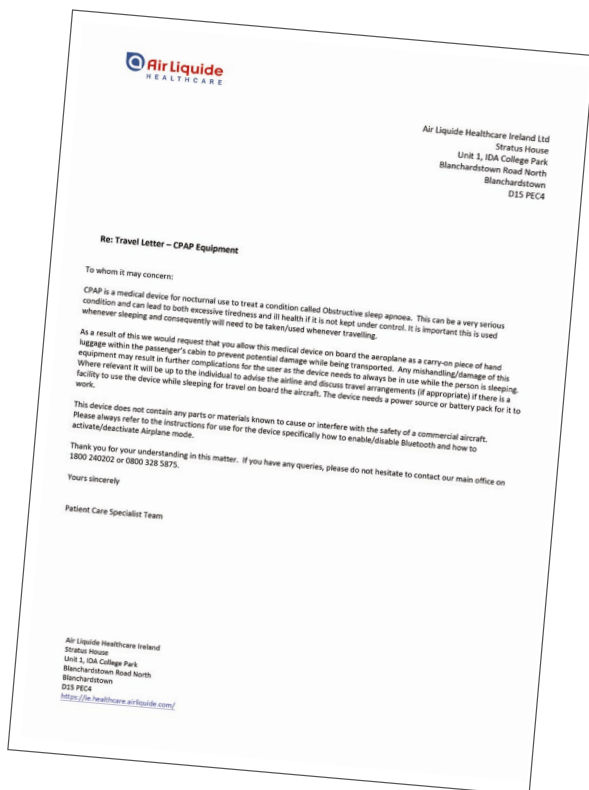 Air Liquide
HEALTHCARE
Air Liquide Healthcare Ireland Ltd
Stratus House
Unit 1, IDA College Park
Blanchardstown Road North
Blanchardstown
D15 PEC4
Re: Travel Letter – CPAP Equipment
To whom it may concern:
CPAP is a medical device for nocturnal use to treat a condition called Obstructive sleep apnoea. This can be a very serious
condition and can lead to both excessive tiredness and ill health if it is not kept under control. It is important this is used
whenever sleeping and consequently will need to be taken/used whenever travelling.
As a result of this we would request that you allow this medical device on board the aeroplane as a carry-on piece of hand
luggage within the passenger's cabin to prevent potential damage while being transported. Any mishandling/damage of this
equipment may result in further complications for the user as the device needs to always be in use while the person is sleeping.
Where relevant it will be up to the individual to advise the airline and discuss travel arrangements (if appropriate) if there is a
facility to use the device while sleeping for travel on board the aircraft. The device needs a power source or battery pack for it to
work.
This device does not contain any parts or materials known to cause or interfere with the safety of a commercial aircraft.
Please always refer to the instructions for use for the device specifically how to enable/disable Bluetooth and how to
activate/deactivate Airplane mode.
Thank you for your understanding in this matter. If you have any queries, please do not hesitate to contact our main office on
1800 240202 or 0800 328 5875.
Yours sincerely
Patient Care Specialist Team
Air Liquide Healthcare Ireland
Stratus House
Unit 1, IDA College Park
Blanchardstown Road North
Blanchardstown
D15 PEC4
https://ie.healthcare.airliquide.com/